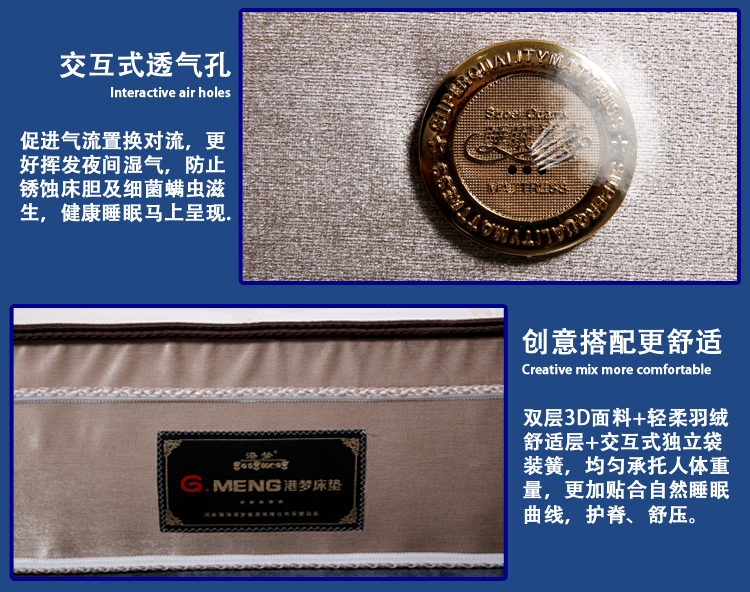 交互式透气孔
Interactive air holes
促进气流置换对流，更
好挥发夜间湿气，防止
锈蚀床胆及细菌螨虫滋
生，健康睡眠马上呈现.
SUPERQUALITYMATTRESS
SUPERQUALITYMATTRESS
MATTRESS
港梦
G.MENG港梦床垫
创意搭配更舒适
Creative mix more comfortable
双层3D面料+轻柔羽绒
舒适层+交互式独立袋
装簧，均匀承托人体重
量，更加贴合自然睡眠
曲线，护脊、舒压。